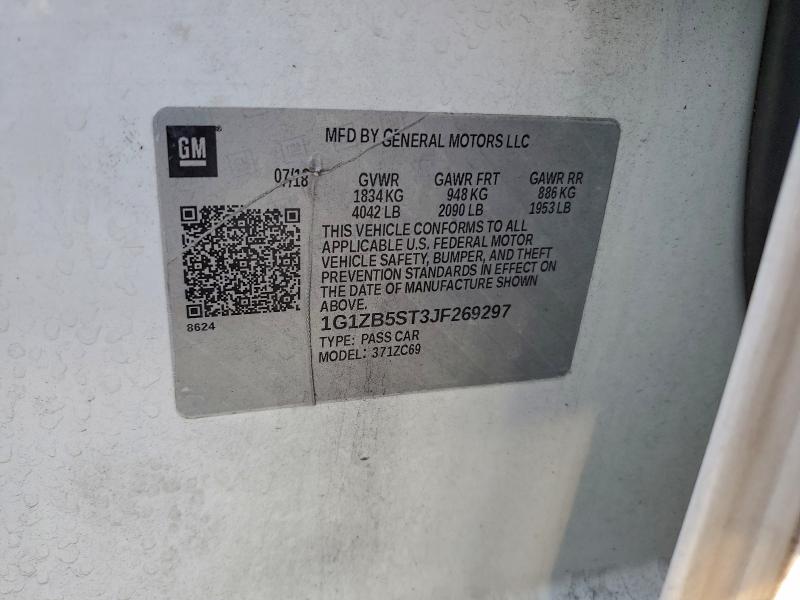 GM
MFD BY GENERAL MOTORS LLC
07/18
GVWR GAWR FRT GAWR RR
1834 KG 948 KG 886 KG
4042 LB 2090 LB 1953 LB
THIS VEHICLE CONFORMS TO ALL
APPLICABLE U.S. FEDERAL MOTOR
VEHICLE SAFETY, BUMPER, AND THEFT
PREVENTION STANDARDS IN EFFECT ON
THE DATE OF MANUFACTURE SHOWN
ABOVE.
8624
1G1ZB5ST3JF269297
TYPE: PASS CAR
MODEL: 371ZC69